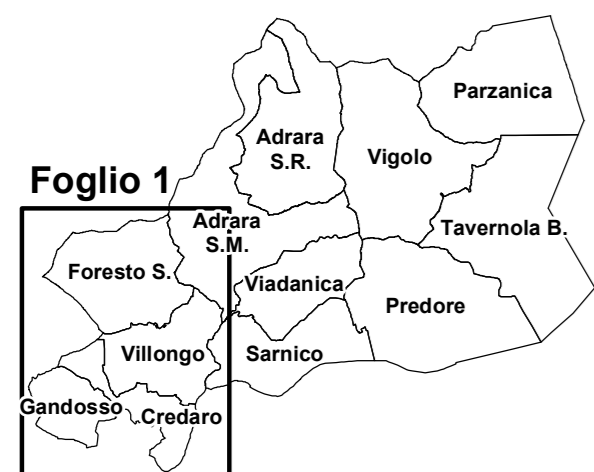 Parzanica
Adrara
S.R.
Vigolo
Foglio 1
Adrara
S.M.
Tavernola B.
Foresto S.
Viadanica
Predore
Villongo
Sarnico
Gandosso
Credaro